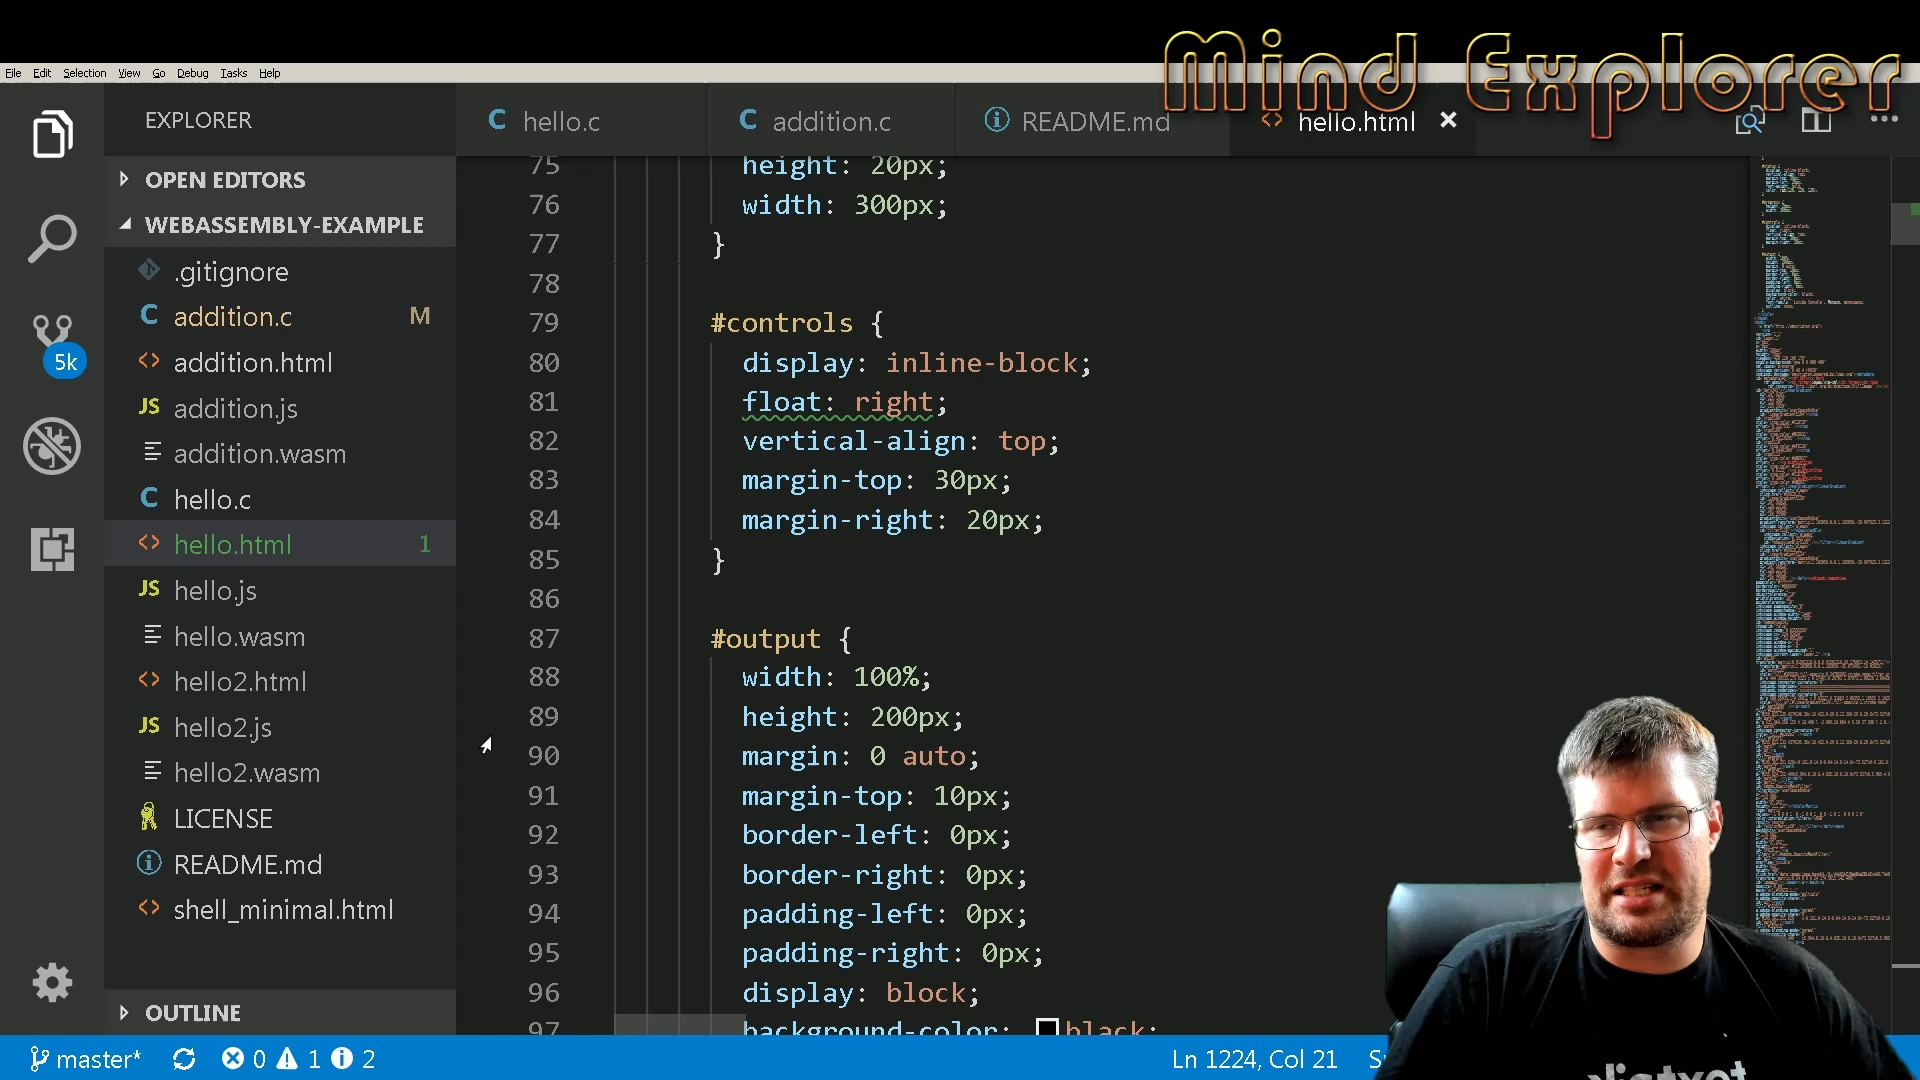 Mind Explorer
File Edit Selection View Go Debug Tasks Help
EXPLORER
hello.c
addition.c
README.md
hello.html
OPEN EDITORS
WEBASSEMBLY-EXAMPLE
.gitignore
addition.c M
addition.html
addition.js
addition.wasm
hello.c
hello.html 1
hello.js
hello.wasm
hello2.html
hello2.js
hello2.wasm
LICENSE
README.md
shell_minimal.html
OUTLINE
5k
75 height: 20px;
76 width: 300px;
77 }
78
79 #controls {
80 display: inline-block;
81 float: right;
82 vertical-align: top;
83 margin-top: 30px;
84 margin-right: 20px;
85 }
86
87 #output {
88 width: 100%;
89 height: 200px;
90 margin: 0 auto;
91 margin-top: 10px;
92 border-left: 0px;
93 border-right: 0px;
94 padding-left: 0px;
95 padding-right: 0px;
96 display: block;
97 background-color: black;
master* 0 1 2
Ln 1224, Col 21